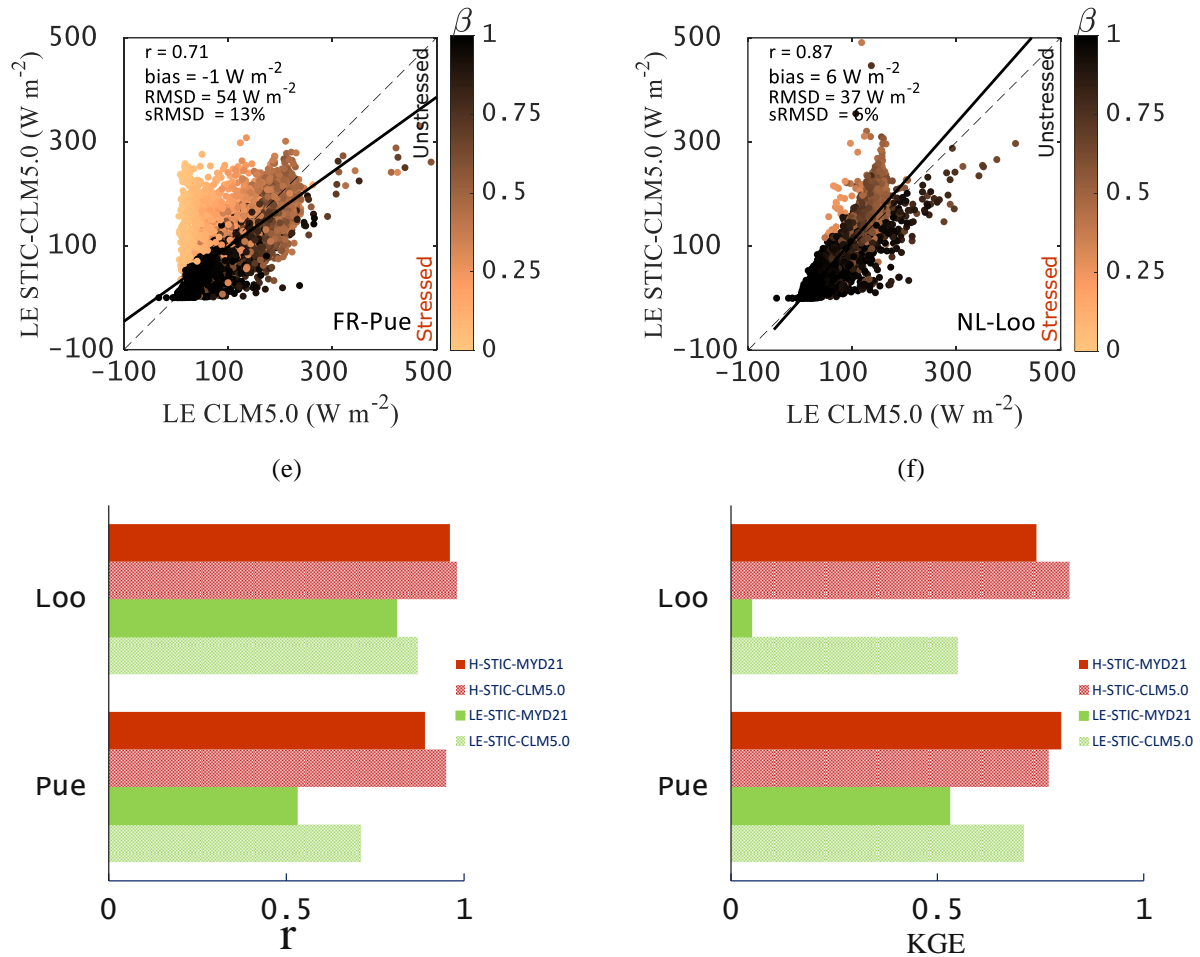 500
300
100
−100
LE STIC-CLM5.0 (W m-2)
r = 0.71
bias = -1 W m-2
RMSD = 54 W m-2
sRMSD = 13%
Unstressed
Stressed
FR-Pue
−100
100
300
500
LE CLM5.0 (W m-2)
β
1
0.75
0.5
0.25
0
(e)
500
300
100
−100
LE STIC-CLM5.0 (W m-2)
r = 0.87
bias = 6 W m-2
RMSD = 37 W m-2
sRMSD = 6%
Unstressed
Stressed
NL-Loo
−100
100
300
500
LE CLM5.0 (W m-2)
β
1
0.75
0.5
0.25
0
(f)
Loo
Pue
H-STIC-MYD21
H-STIC-CLM5.0
LE-STIC-MYD21
LE-STIC-CLM5.0
0
0.5
1
r
Loo
Pue
H-STIC-MYD21
H-STIC-CLM5.0
LE-STIC-MYD21
LE-STIC-CLM5.0
0
0.5
1
KGE